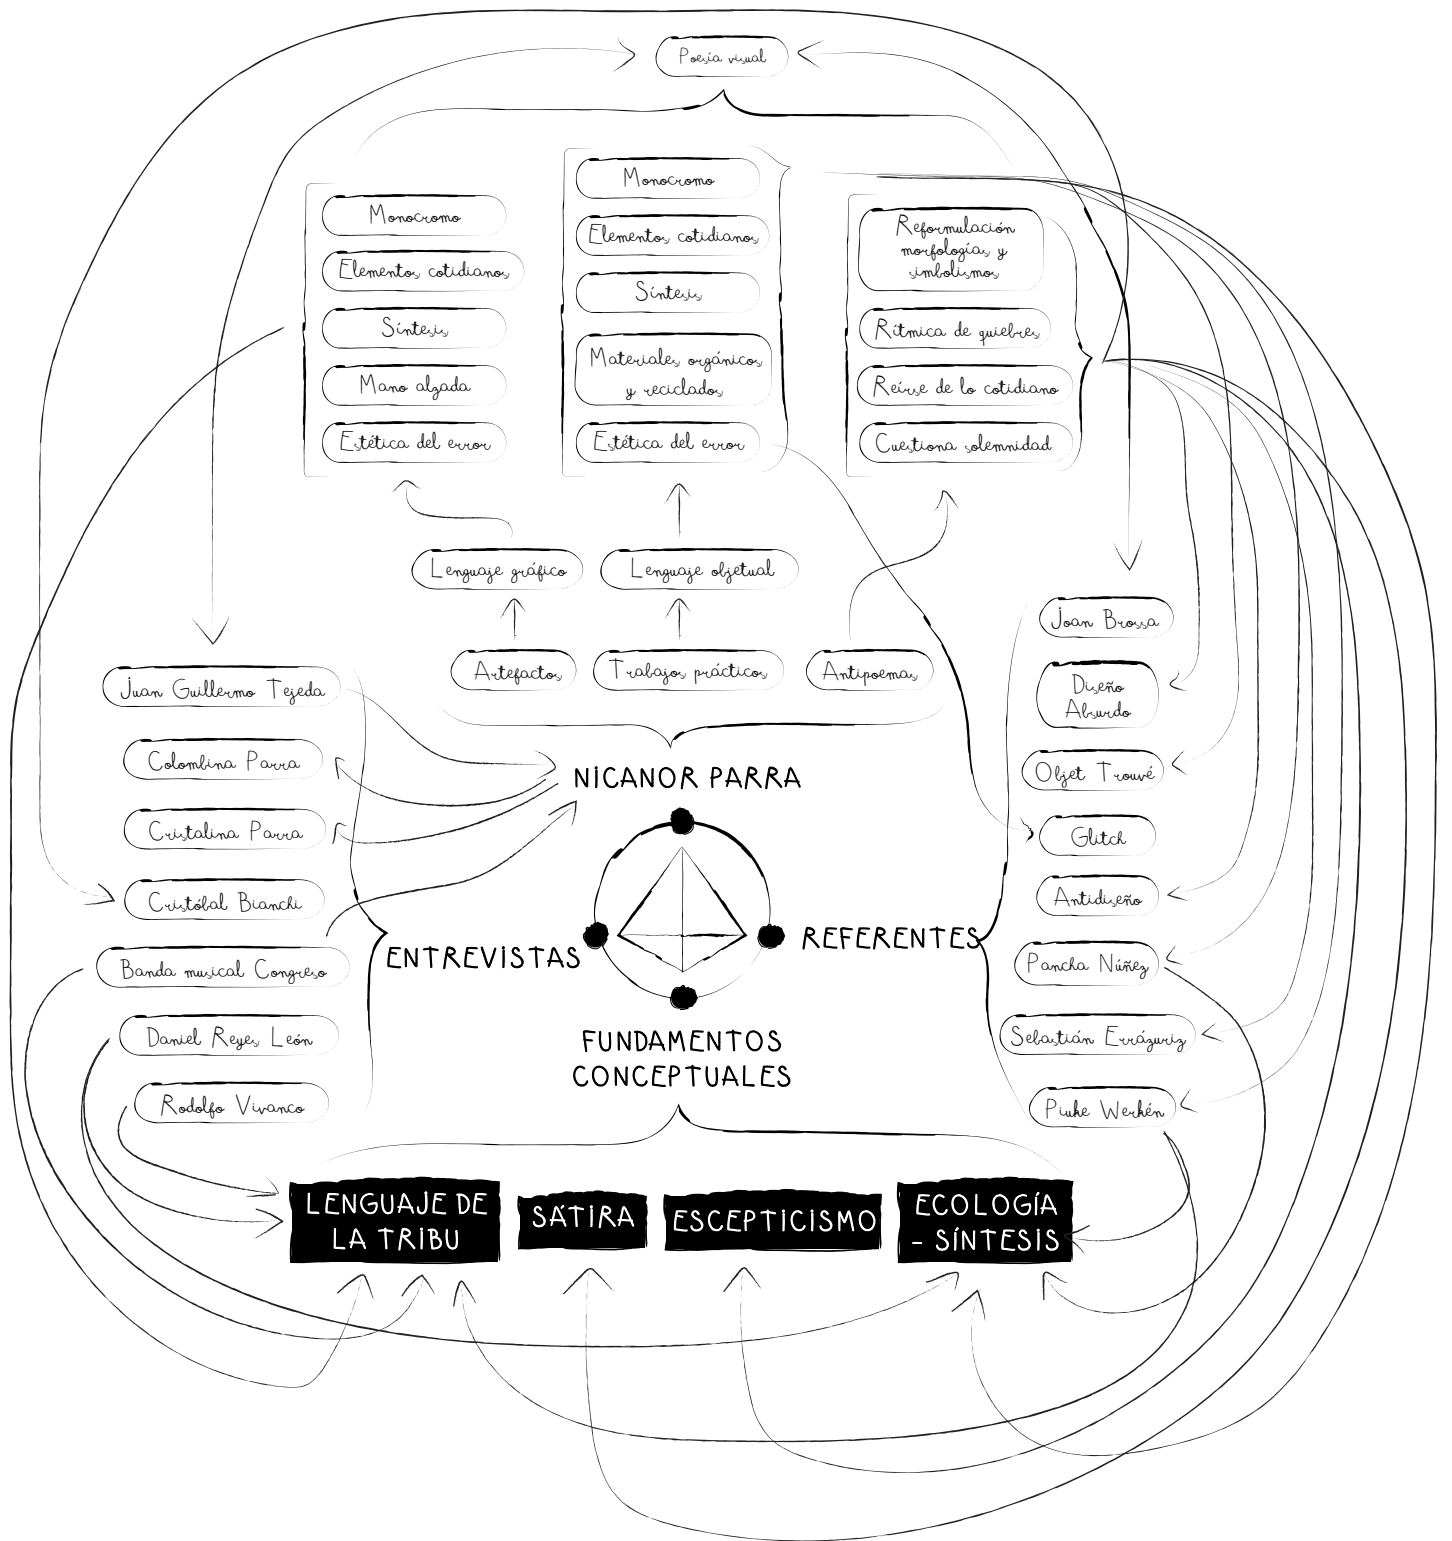 Poesía visual
Monocromo
Elementos cotidianos
Síntesis
Mano alzada
Estética del error
Monocromo
Elementos cotidianos
Síntesis
Materiales orgánicos
y reciclados
Estética del error
Reformulación
morfologías y
simbolismos
Rítmica de quiebres
Reírse de lo cotidiano
Cuestiona solemnidad
Lenguaje gráfico
Lenguaje objetual
Artefactos
Trabajos prácticos
Antipoemas
NICANOR PARRA
Juan Guillermo Tejeda
Colombina Parra
Cristalina Parra
Cristóbal Bianchi
Banda musical Congreso
Daniel Reyes León
Rodolfo Vivanco
ENTREVISTAS
REFERENTES
Joan Brossa
Diseño
Absurdo
Objet Trouvé
Glitch
Antidiseño
Pancha Núñez
Sebastián Errázuriz
Piuke Werkén
FUNDAMENTOS
CONCEPTUALES
LENGUAJE DE
LA TRIBU
SÁTIRA
ESCEPTICISMO
ECOLOGÍA
- SÍNTESIS